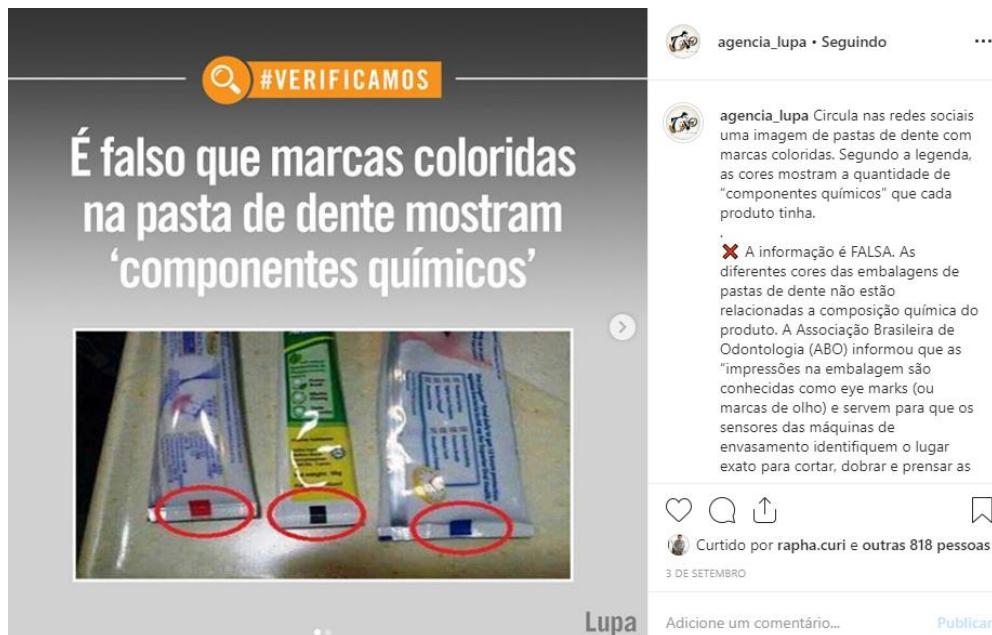 #VERIFICAMOS
É falso que marcas coloridas
na pasta de dente mostram
‘componentes químicos’
Lupa
agencia_lupa • Seguindo
agencia_lupa Circula nas redes sociais
uma imagem de pastas de dente com
marcas coloridas. Segundo a legenda,
as cores mostram a quantidade de
“componentes químicos” que cada
produto tinha.
.
❌ A informação é FALSA. As
diferentes cores das embalagens de
pastas de dente não estão
relacionadas a composição química do
produto. A Associação Brasileira de
Odontologia (ABO) informou que as
“impressões na embalagem são
conhecidas como eye marks (ou
marcas de olho) e servem para que os
sensores das máquinas de
envasamento identifiquem o lugar
exato para cortar, dobrar e prensar as
Curtido por rapha.curi e outras 818 pessoas
3 DE SETEMBRO
Adicione um comentário...
Publicar